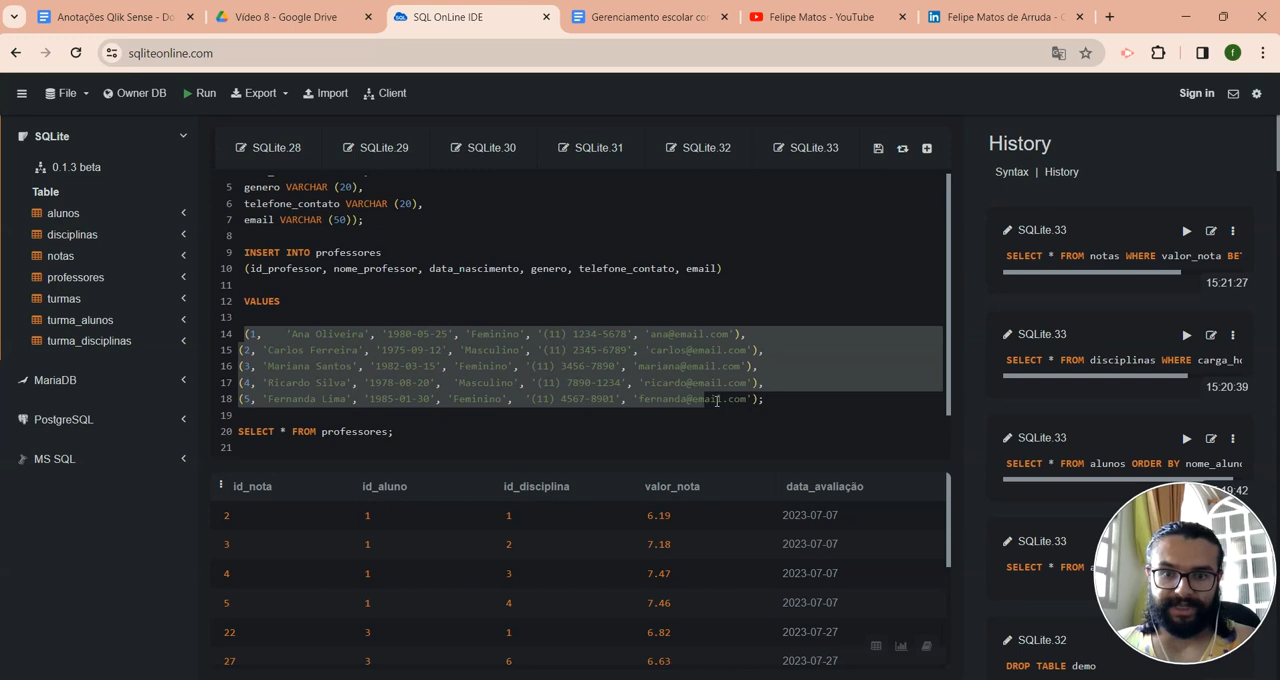 Anotações Qlik Sense - Do
Vídeo 8 - Google Drive
SQL OnLine IDE
Gerenciamento escolar co
Felipe Matos - YouTube
Felipe Matos de Arruda - 
sqliteonline.com
f
File
Owner DB
Run
Export
Import
Client
Sign in
SQLite
0.1.3 beta
Table
alunos
disciplinas
notas
professores
turmas
turma_alunos
turma_disciplinas
MariaDB
PostgreSQL
MS SQL
SQLite.28
SQLite.29
SQLite.30
SQLite.31
SQLite.32
SQLite.33
5 genero VARCHAR (20),
6 telefone_contato VARCHAR (20),
7 email VARCHAR (50));
8
9 INSERT INTO professores
10 (id_professor, nome_professor, data_nascimento, genero, telefone_contato, email)
11
12 VALUES
13
14 (1, 'Ana Oliveira', '1980-05-25', 'Feminino', '(11) 1234-5678', 'ana@email.com'),
15 (2, 'Carlos Ferreira', '1975-09-12', 'Masculino', '(11) 2345-6789', 'carlos@email.com'),
16 (3, 'Mariana Santos', '1982-03-15', 'Feminino', '(11) 3456-7890', 'mariana@email.com'),
17 (4, 'Ricardo Silva', '1978-08-20', 'Masculino', '(11) 7890-1234', 'ricardo@email.com'),
18 (5, 'Fernanda Lima', '1985-01-30', 'Feminino', '(11) 4567-8901', 'fernanda@email.com');
19
20 SELECT * FROM professores;
21
id_nota id_aluno id_disciplina valor_nota data_avaliação
2 1 1 6.19 2023-07-07
3 1 2 7.18 2023-07-07
4 1 3 7.47 2023-07-07
5 1 4 7.46 2023-07-07
22 3 1 6.82 2023-07-27
27 3 6 6.63 2023-07-27
History
Syntax | History
SQLite.33
SELECT * FROM notas WHERE valor_nota BE
15:21:27
SQLite.33
SELECT * FROM disciplinas WHERE carga_ho
15:20:39
SQLite.33
SELECT * FROM alunos ORDER BY nome_alun
49:42
SQLite.33
SELECT * FROM a
SQLite.32
DROP TABLE demo